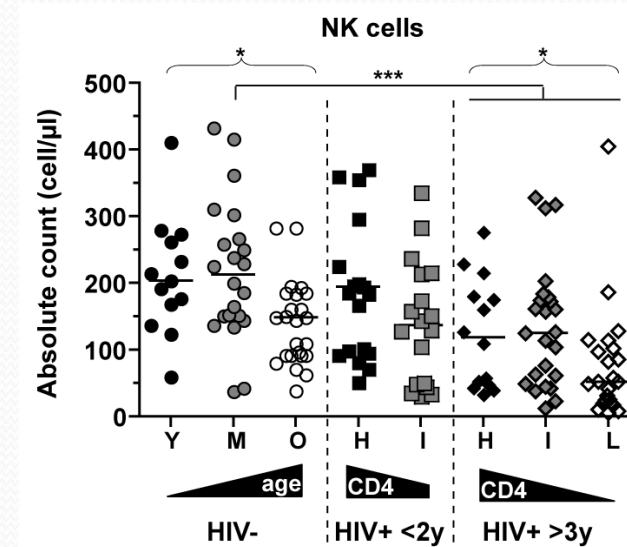 NK cells
* *
***
Absolute count (cell/µl)
500
400
300
200
100
0
Y M O H I H I L
age CD4 CD4
HIV- HIV+ <2y HIV+ >3y